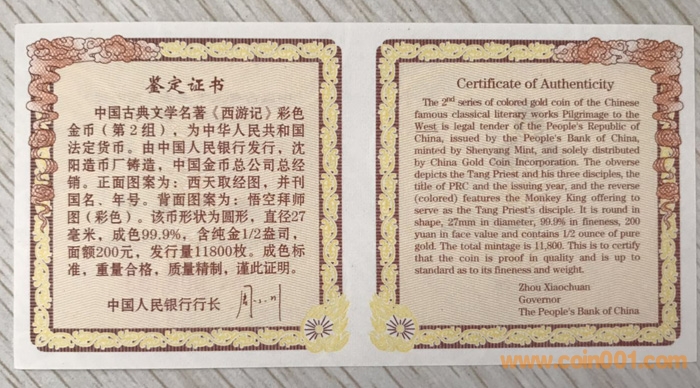 鉴定证书
中国古典文学名著《西游记》彩色
金币（第2组），为中华人民共和国
法定货币。由中国人民银行发行，沈
阳造币厂铸造，中国金币总公司总经
销。正面图案为：西天取经图，并刊
国名、年号。背面图案为：悟空拜师
图（彩色）。该币形状为圆形，直径27
毫米，成色99.9%，含纯金1/2盎司，
面额200元，发行量11800枚。成色标
准，重量合格，质量精制，谨此证明。
中国人民银行行长
Certificate of Authenticity
The 2nd series of colored gold coin of the Chinese
famous classical literary works Pilgrimage to the
West is legal tender of the People's Republic of
China, issued by the People's Bank of China,
minted by Shenyang Mint, and solely distributed
by China Gold Coin Incorporation. The obverse
depicts the Tang Priest and his three disciples, the
title of PRC and the issuing year, and the reverse
(colored) features the Monkey King offering to
serve as the Tang Priest's disciple. It is round in
shape, 27mm in diameter, 99.9% in fineness, 200
yuan in face value and contains 1/2 ounce of pure
gold. The total mintage is 11,800. This is to certify
that the coin is proof in quality and is up to
standard as to its fineness and weight.
Zhou Xiaochuan
Governor
The People's Bank of China
www.coin001.com